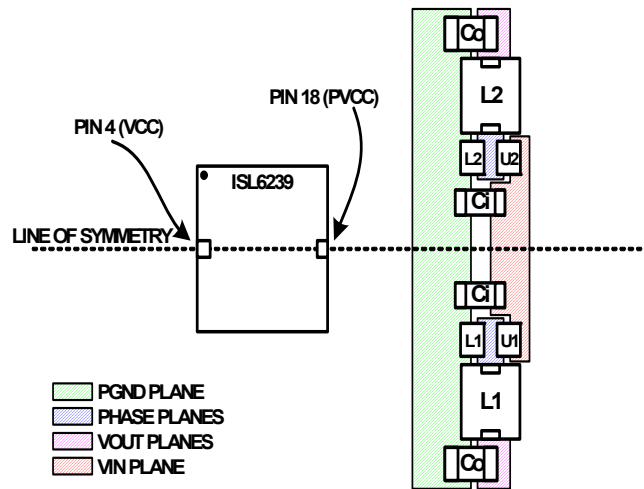 Co
L2
PIN 18 (PVCC)
PIN 4 (VCC)
L2
U2
ISL6239
Ci
LINE OF SYMMETRY
Ci
L1
U1
L1
PGND PLANE
PHASE PLANES
VOUT PLANES
VIN PLANE
Co